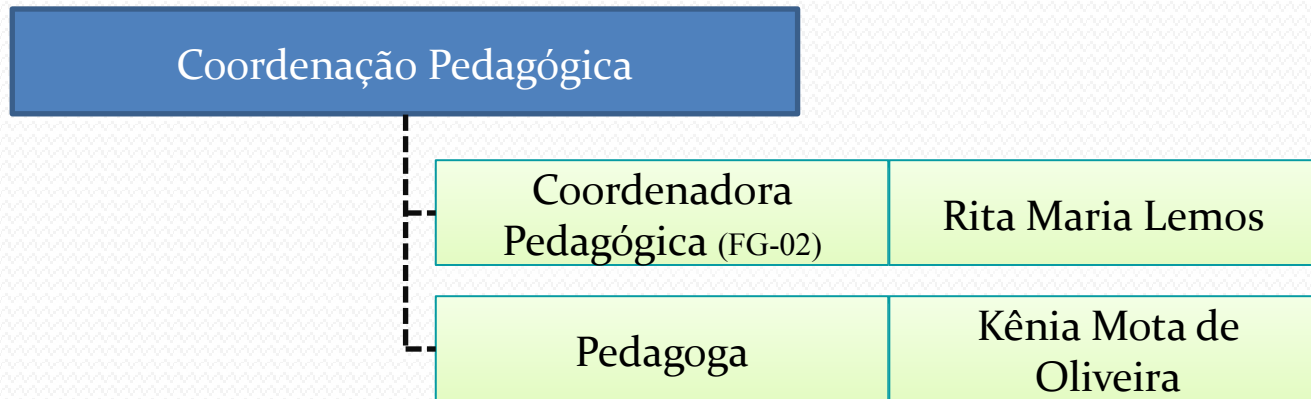 Coordenação Pedagógica
Coordenadora
Pedagógica (FG-02)
Rita Maria Lemos
Pedagoga
Kênia Mota de
Oliveira